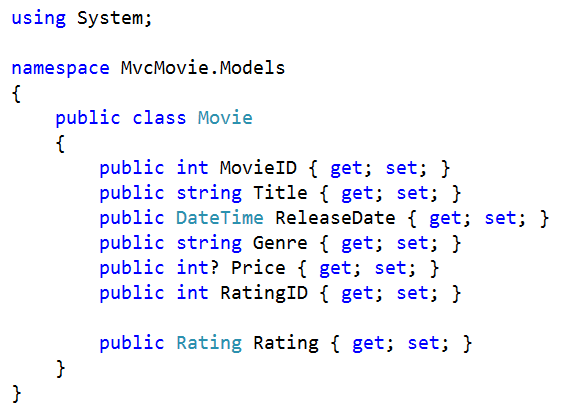 using System;

namespace MvcMovie.Models
{
    public class Movie
    {
        public int MovieID { get; set; }
        public string Title { get; set; }
        public DateTime ReleaseDate { get; set; }
        public string Genre { get; set; }
        public int? Price { get; set; }
        public int RatingID { get; set; }

        public Rating Rating { get; set; }
    }
}